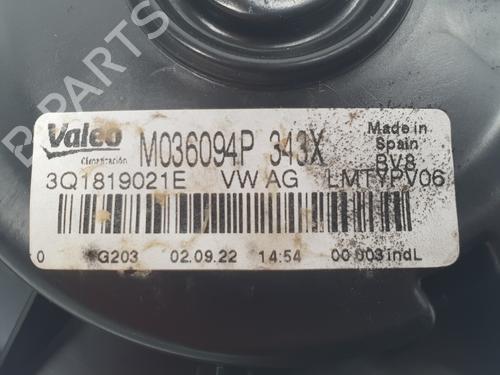 B-PARTS
Valeo
Climatización
M036094P 343X
Made in
Spain
BV8
3Q1819021E VW AG LMTYPV06
0 G203 02.09.22 14:54 00 003 indL